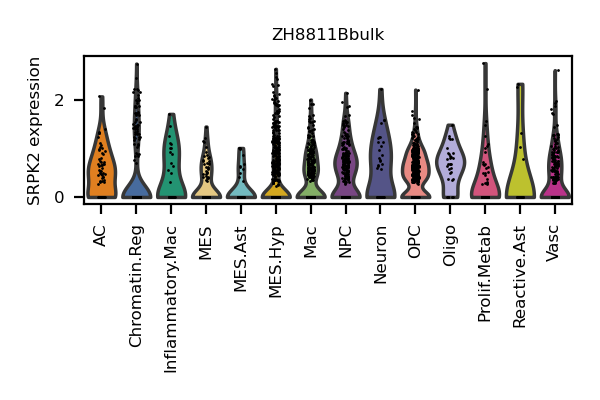 ZH8811Bbulk
SRPK2 expression
2
0
AC
Chromatin.Reg
Inflammatory.Mac
MES
MES.Ast
MES.Hyp
Mac
NPC
Neuron
OPC
Oligo
Prolif.Metab
Reactive.Ast
Vasc